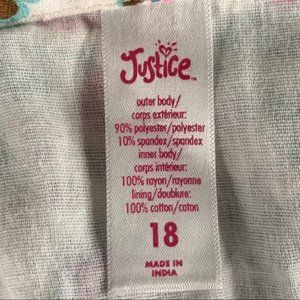 Justice™
outer body/
corps extérieur:
90% polyester/polyester
10% spandex/spandex
inner body/
corps intérieur:
100% rayon/rayonne
lining/doublure:
100% cotton/coton
18
MADE IN
INDIA